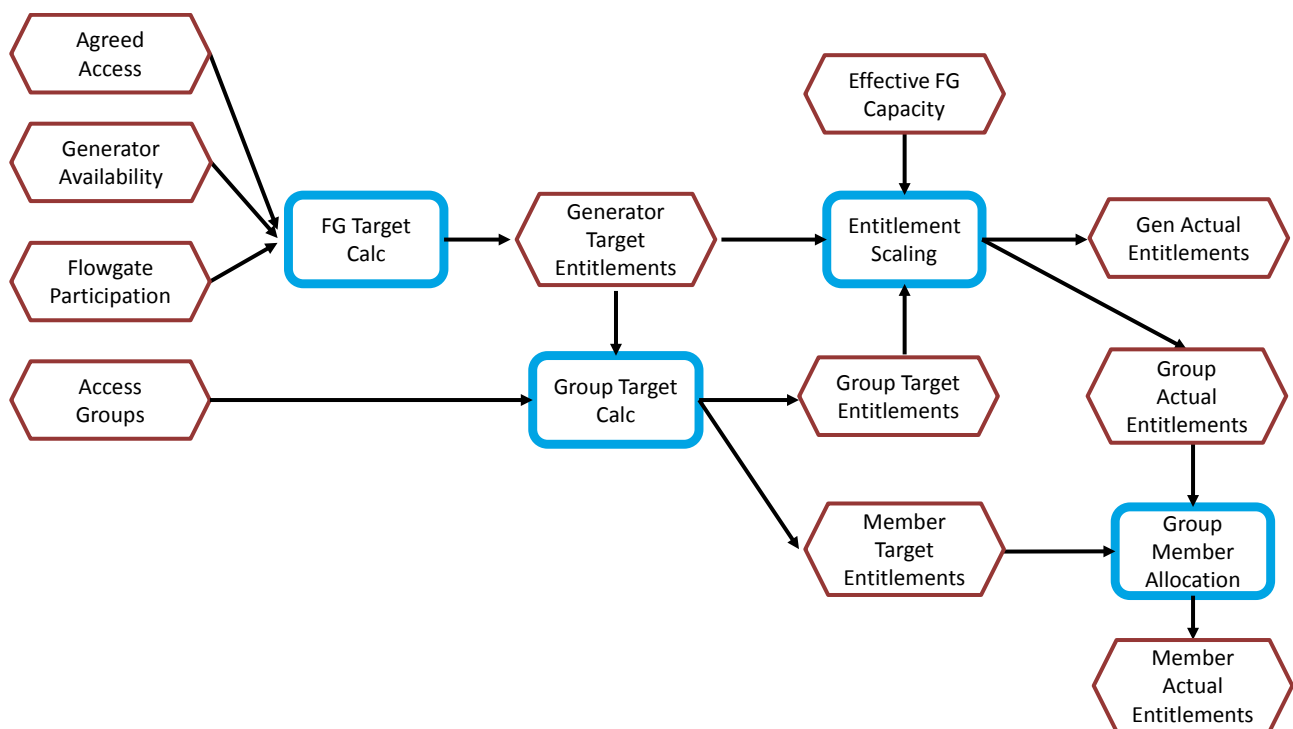 Agreed
Access
Generator
Availability
Flowgate
Participation
Access
Groups
FG Target
Calc
Generator
Target
Entitlements
Group Target
Calc
Effective FG
Capacity
Entitlement
Scaling
Group Target
Entitlements
Member
Target
Entitlements
Gen Actual
Entitlements
Group
Actual
Entitlements
Group
Member
Allocation
Member
Actual
Entitlements